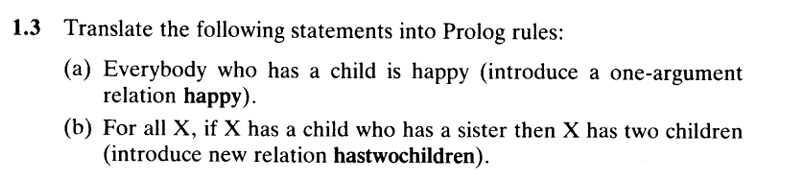 1.3 Translate the following statements into Prolog rules:
(a) Everybody who has a child is happy (introduce a one-argument
relation happy).
(b) For all X, if X has a child who has a sister then X has two children
(introduce new relation hastwochildren).